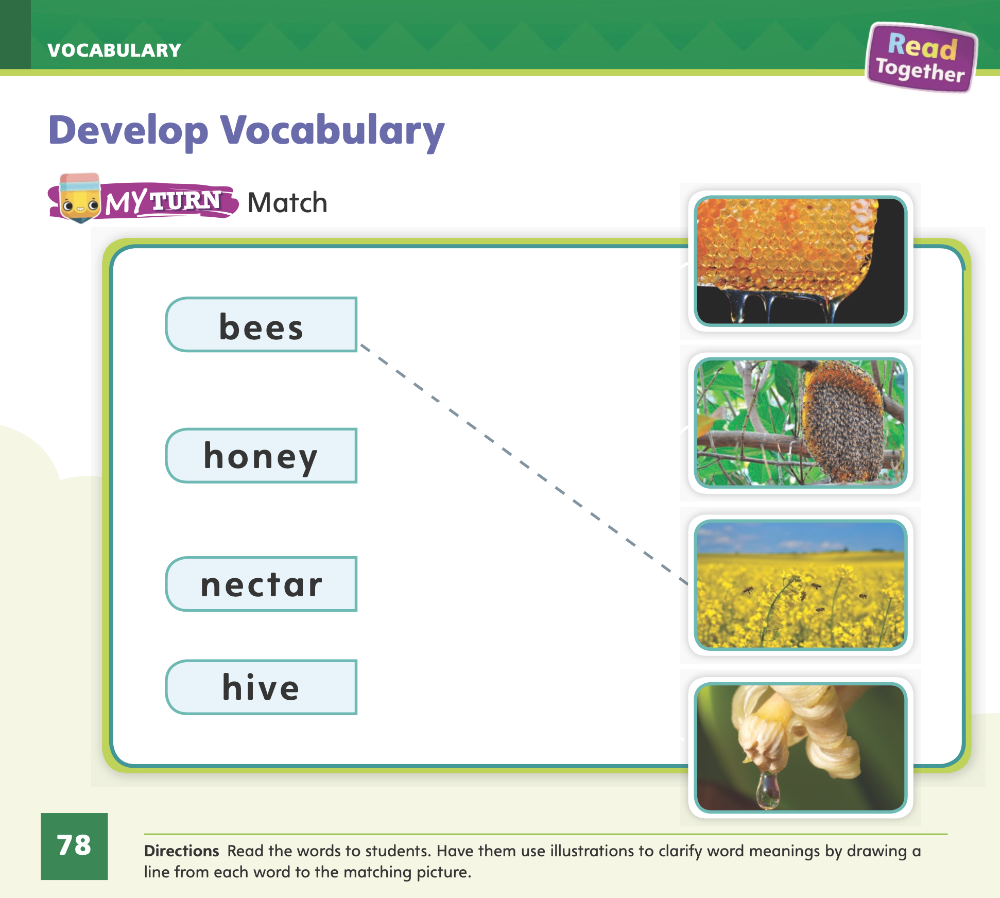 VOCABULARY
Read
Together
Develop Vocabulary
MY TURN Match
bees
honey
nectar
hive
78
Directions Read the words to students. Have them use illustrations to clarify word meanings by drawing a
line from each word to the matching picture.